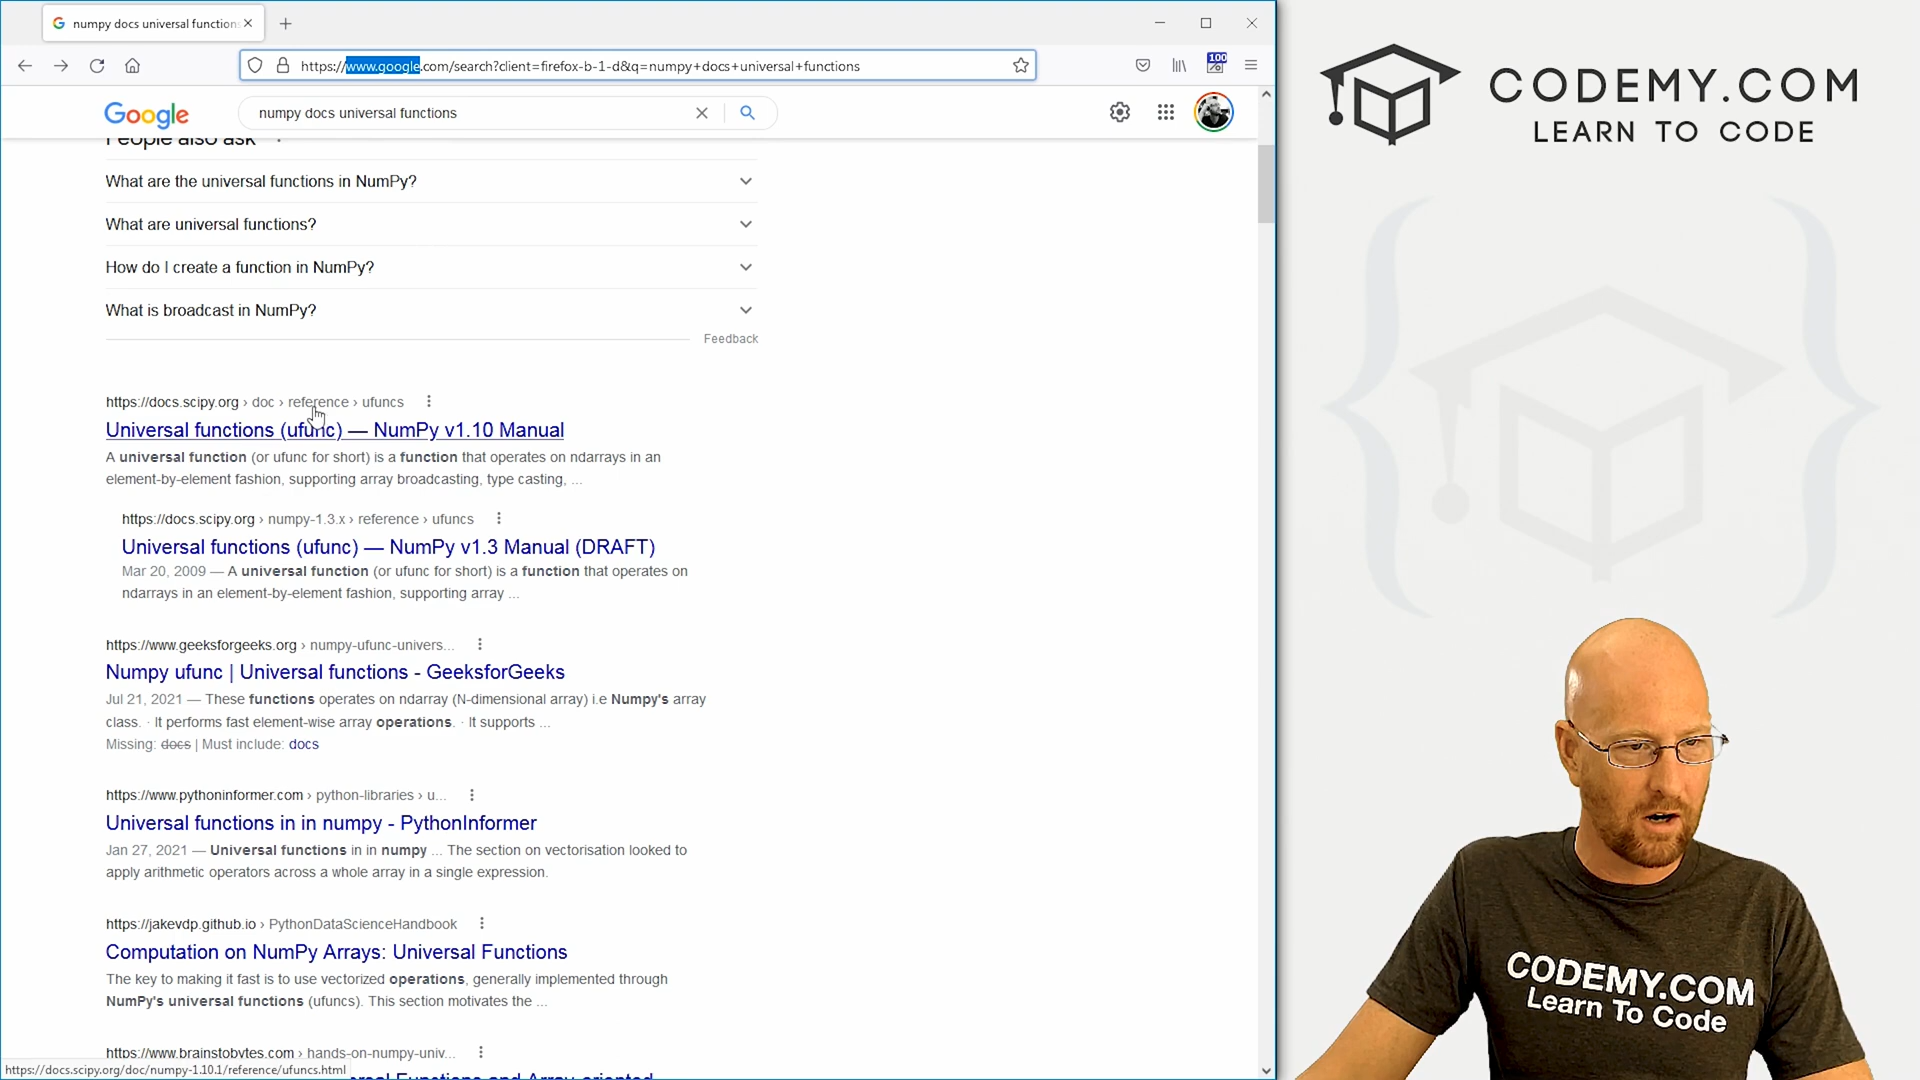 numpy docs universal function
https://www.google.com/search?client=firefox-b-1-d&q=numpy+docs+universal+functions
100
Google
numpy docs universal functions
People also ask
What are the universal functions in NumPy?
What are universal functions?
How do I create a function in NumPy?
What is broadcast in NumPy?
Feedback
https://docs.scipy.org › doc › reference › ufuncs
Universal functions (ufunc) — NumPy v1.10 Manual
A universal function (or ufunc for short) is a function that operates on ndarrays in an
element-by-element fashion, supporting array broadcasting, type casting, ...
https://docs.scipy.org › numpy-1.3.x › reference › ufuncs
Universal functions (ufunc) — NumPy v1.3 Manual (DRAFT)
Mar 20, 2009 — A universal function (or ufunc for short) is a function that operates on
ndarrays in an element-by-element fashion, supporting array ...
https://www.geeksforgeeks.org › numpy-ufunc-univers...
Numpy ufunc | Universal functions - GeeksforGeeks
Jul 21, 2021 — These functions operates on ndarray (N-dimensional array) i.e Numpy's array
class. · It performs fast element-wise array operations. · It supports ...
Missing: docs | Must include: docs
https://www.pythoninformer.com › python-libraries › u...
Universal functions in in numpy - PythonInformer
Jan 27, 2021 — Universal functions in in numpy ... The section on vectorisation looked to
apply arithmetic operators across a whole array in a single expression.
https://jakevdp.github.io › PythonDataScienceHandbook
Computation on NumPy Arrays: Universal Functions
The key to making it fast is to use vectorized operations, generally implemented through
NumPy's universal functions (ufuncs). This section motivates the ...
https://www.brainstobytes.com › hands-on-numpy-univ...
https://docs.scipy.org/doc/numpy-1.10.1/reference/ufuncs.html
CODEMY.COM
LEARN TO CODE
CODEMY.COM
Learn To Code